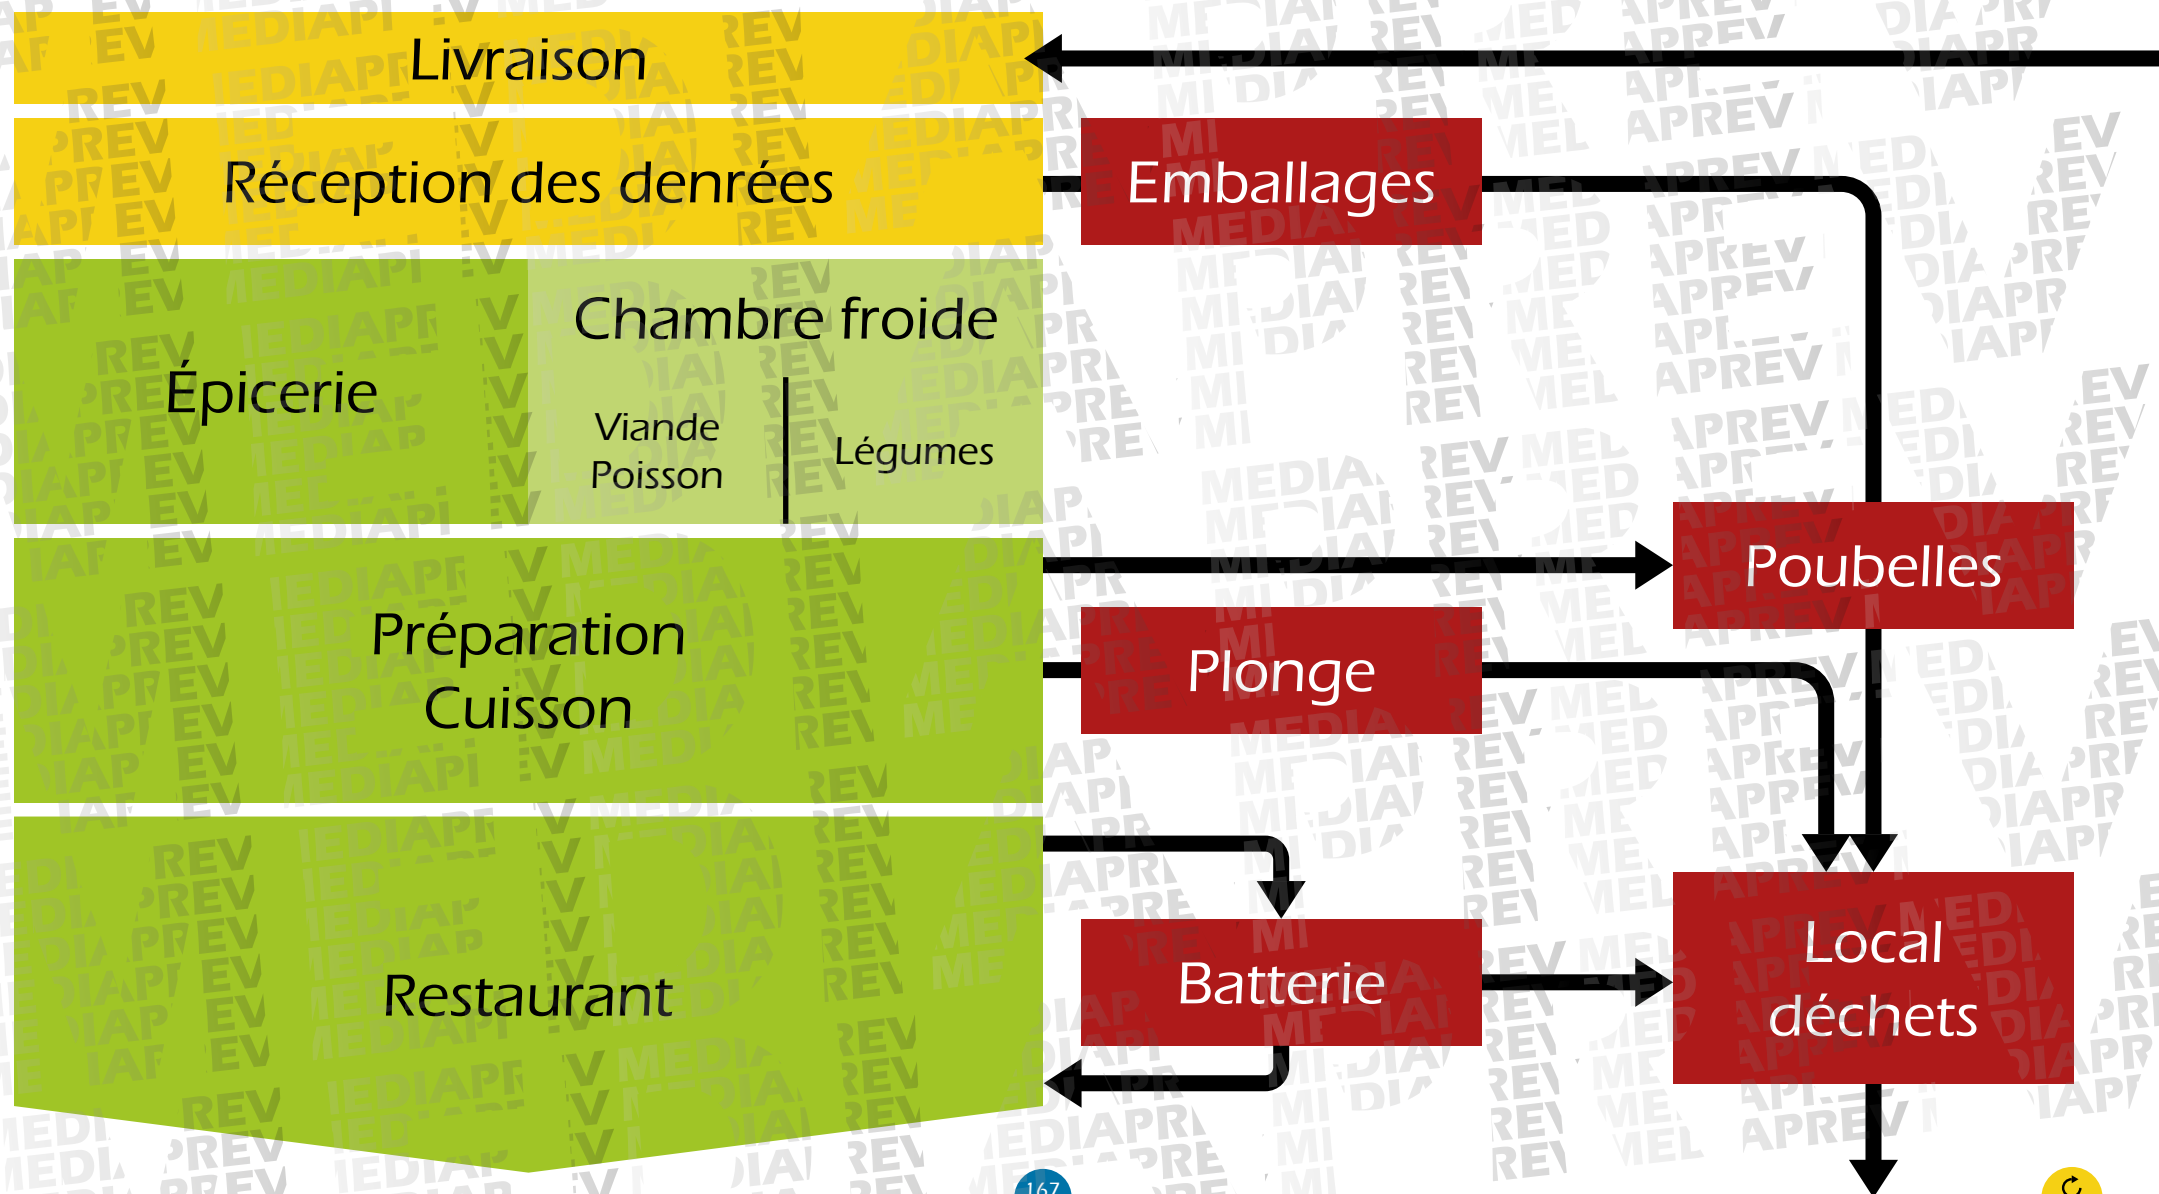 Livraison
Réception des denrées
Emballages
Épicerie
Chambre froide
Viande
Poisson
Légumes
Poubelles
Préparation
Cuisson
Plonge
Restaurant
Batterie
Local
déchets
167